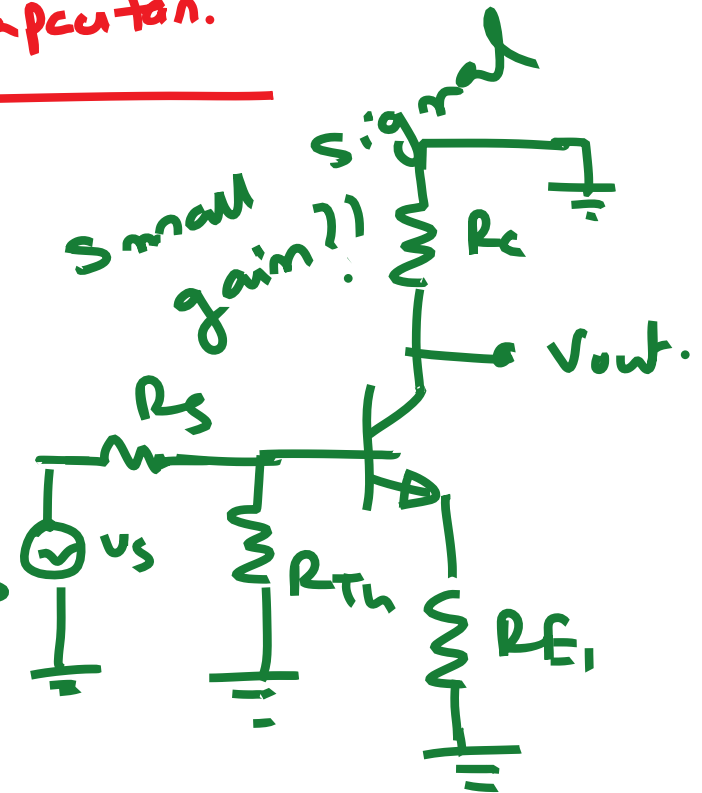 small signal
gain)) .
Rc
Vout.
Rs
vs
RTh
RE1